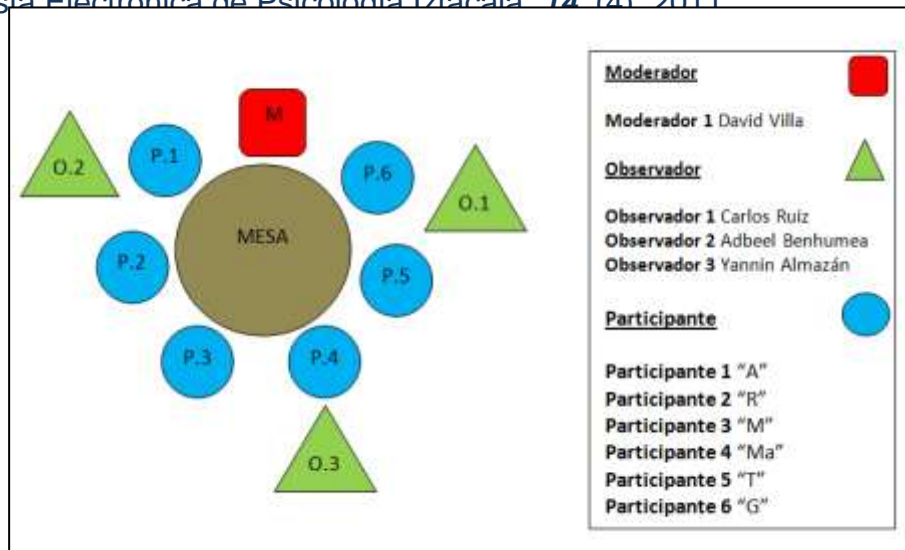 M
O.2
P.1
P.6
O.1
MESA
P.2
P.5
P.3
P.4
O.3
Moderador
Moderador 1 David Villa
Observador
Observador 1 Carlos Ruiz
Observador 2 Adbeel Benhumea
Observador 3 Yannin Almazán
Participante
Participante 1 “A”
Participante 2 “R”
Participante 3 “M”
Participante 4 “Ma”
Participante 5 “T”
Participante 6 “G”